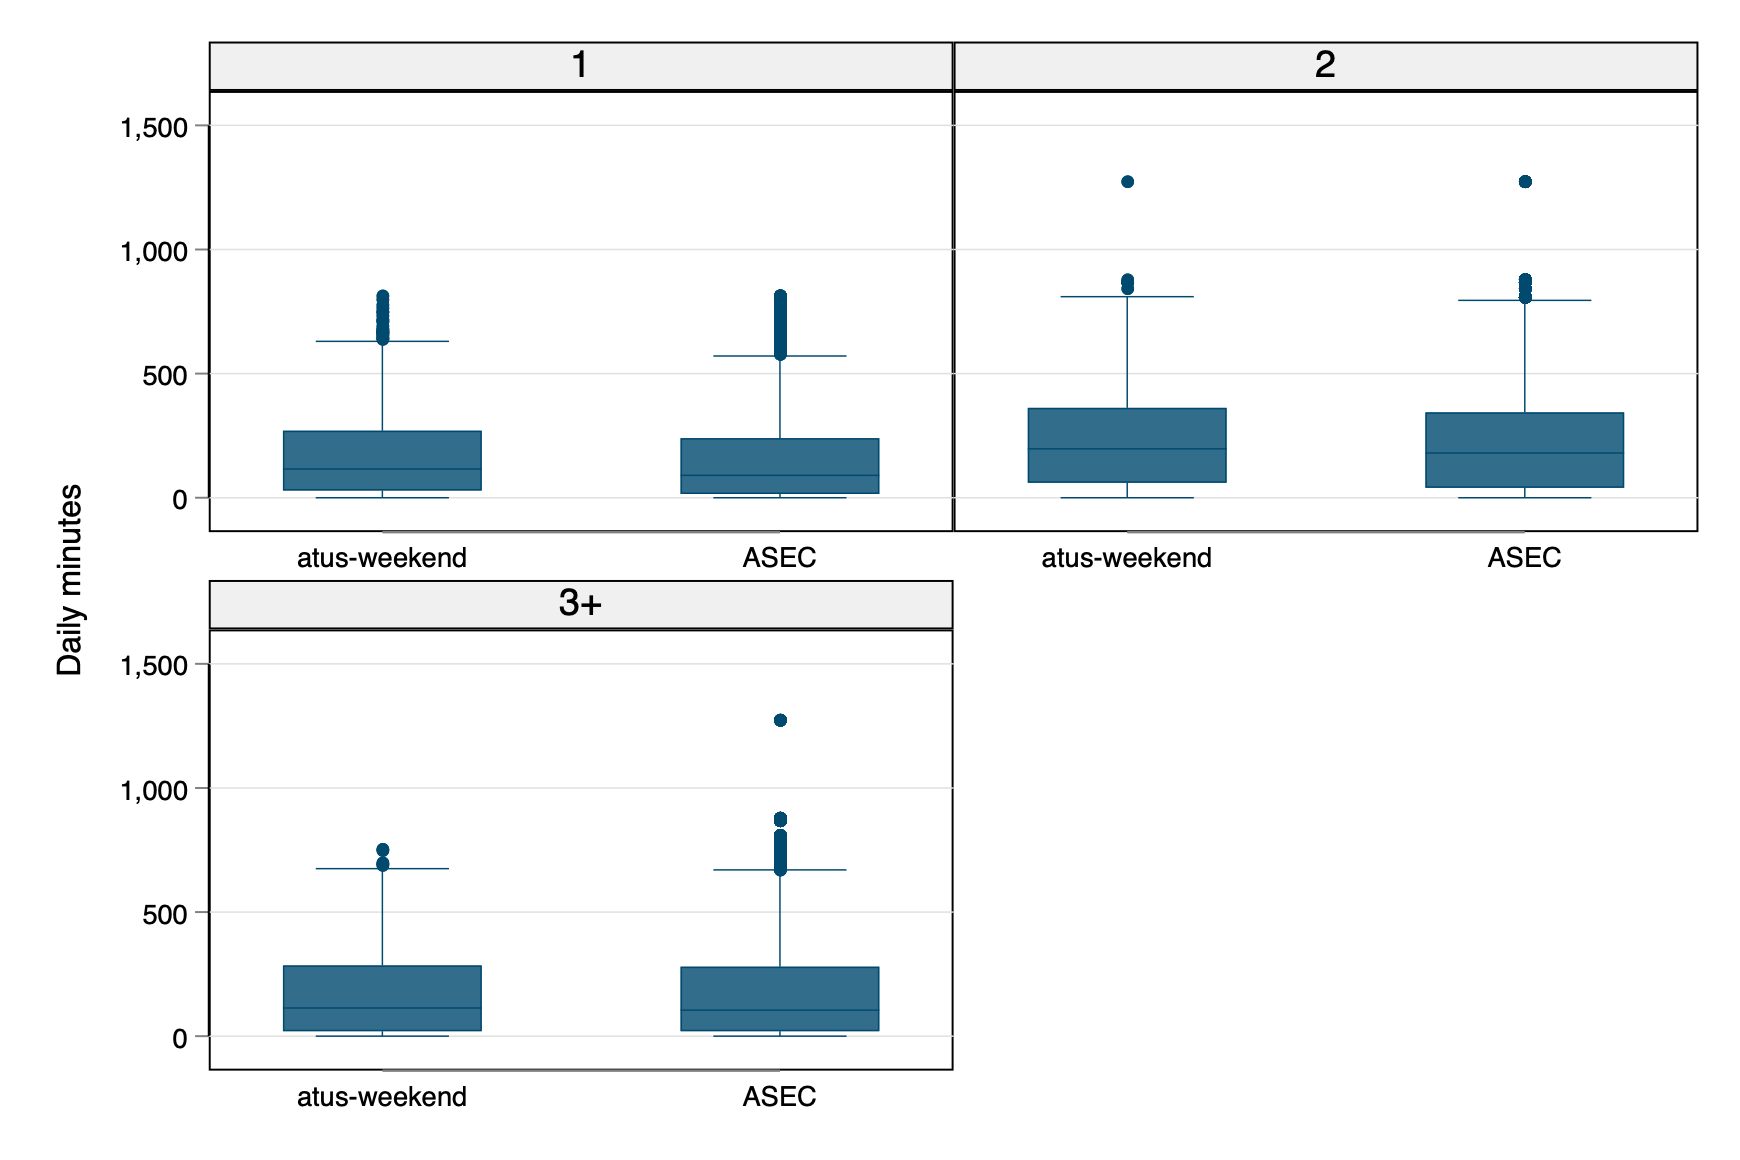 1
2
1,500
1,000
500
0
atus-weekend
ASEC
atus-weekend
ASEC
3+
1,500
1,000
500
0
atus-weekend
ASEC
Daily minutes